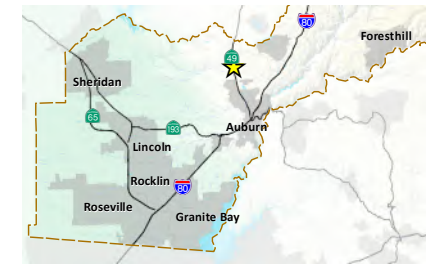 80
Foresthill
49
Sheridan
65
193
Auburn
Lincoln
Rocklin
80
Roseville
Granite Bay